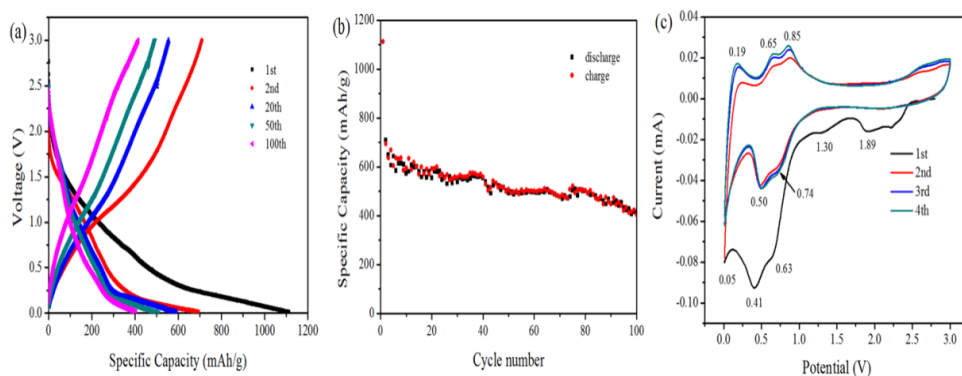 (a)
3.0
2.5
2.0
1.5
1.0
0.5
0.0
Voltage (V)
1st
2nd
20th
50th
100th
0 200 400 600 800 1000 1200
Specific Capacity (mAh/g)
(b)
1200
1000
800
600
400
200
0
Specific Capacity (mAh/g)
discharge
charge
0 20 40 60 80 100
Cycle number
(c)
0.04
0.02
0.00
-0.02
-0.04
-0.06
-0.08
-0.10
Current (mA)
0.19
0.65
0.85
1.30
1.89
0.74
0.50
0.63
0.05
0.41
1st
2nd
3rd
4th
0.0 0.5 1.0 1.5 2.0 2.5 3.0
Potential (V)